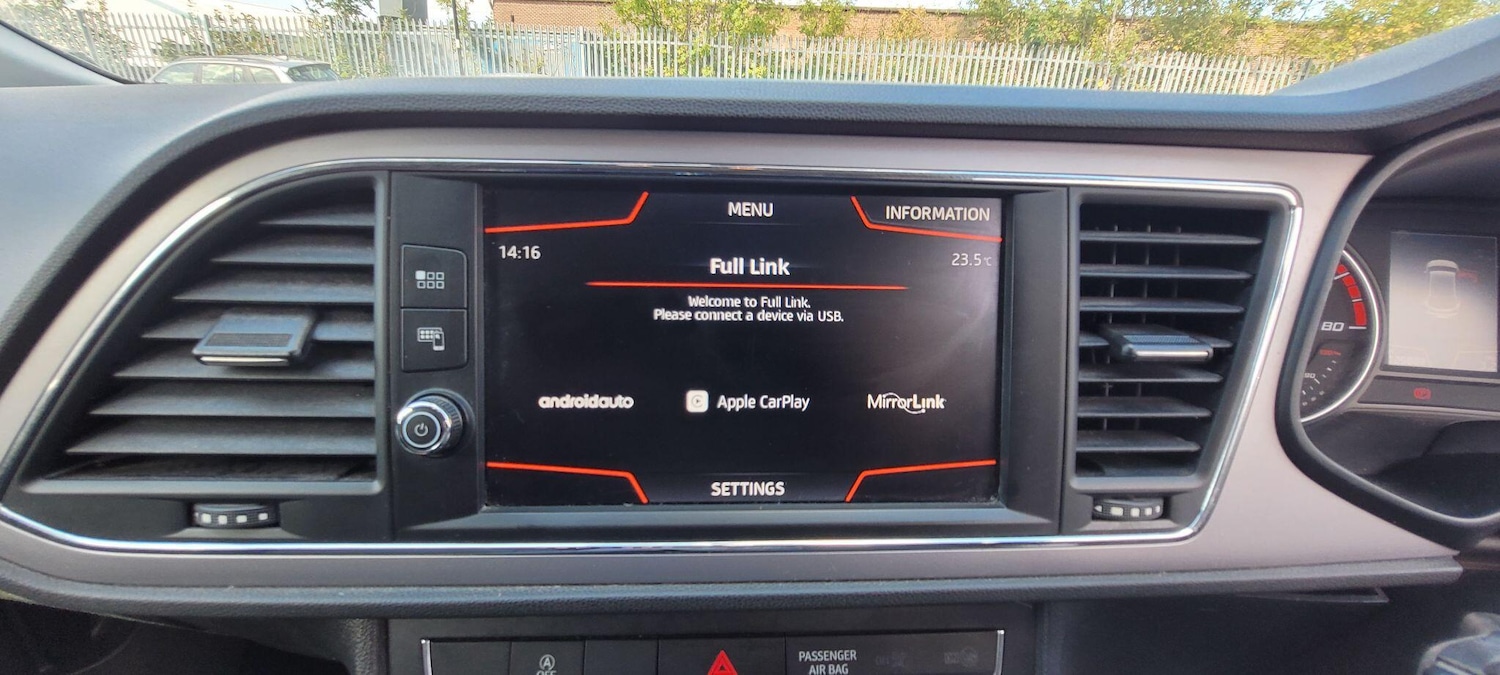 MENU
INFORMATION
14:16
23.5°C
Full Link
Welcome to Full Link.
Please connect a device via USB.
androidauto
Apple CarPlay
MirrorLink
SETTINGS
80
A
OFF
PASSENGER
AIR BAG